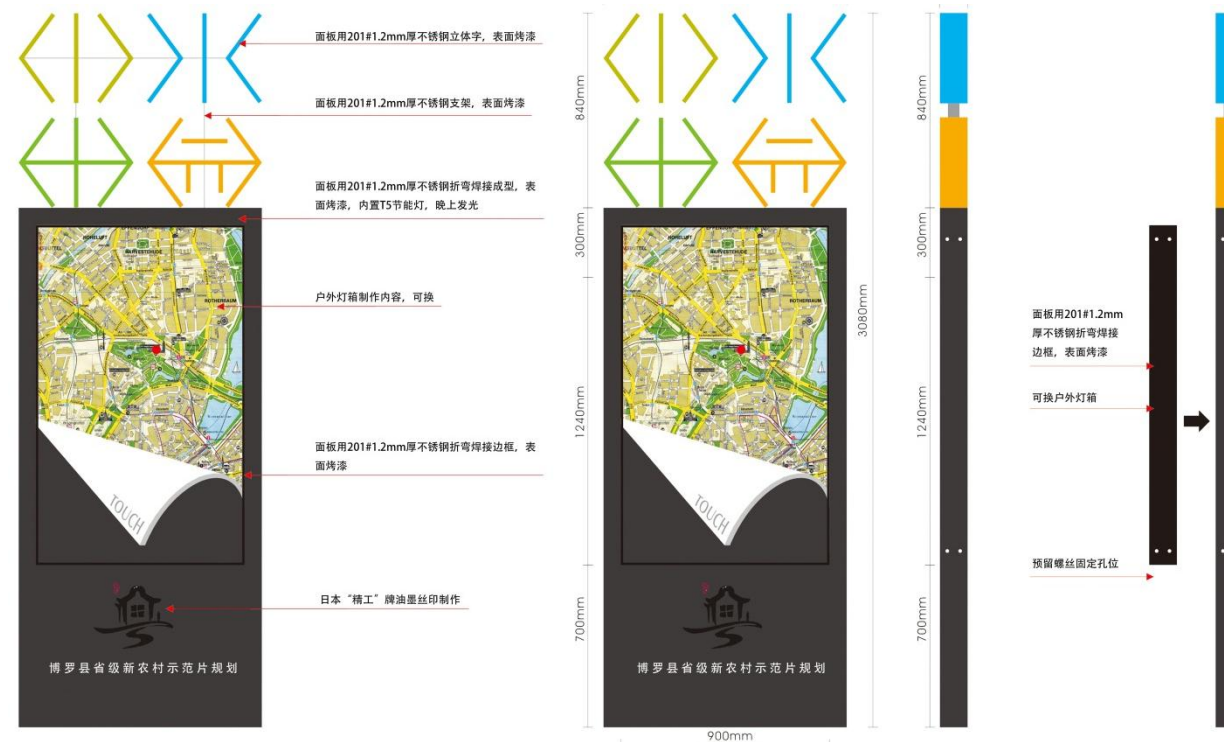 面板用201#1.2mm厚不锈钢立体字，表面烤漆
面板用201#1.2mm厚不锈钢支架，表面烤漆
面板用201#1.2mm厚不锈钢折弯焊接成型，表
面烤漆，内置T5节能灯，晚上发光
户外灯箱制作内容，可换
面板用201#1.2mm厚不锈钢折弯焊接边框，表
面烤漆
日本“精工”牌油墨丝印制作
TOUCH
博罗县省级新农村示范片规划
840mm
300mm
1240mm
700mm
3080mm
900mm
TOUCH
博罗县省级新农村示范片规划
840mm
300mm
1240mm
700mm
面板用201#1.2mm
厚不锈钢折弯焊接
边框，表面烤漆
可换户外灯箱
预留螺丝固定孔位
ROTHERBAUM
ROTHERBAUM